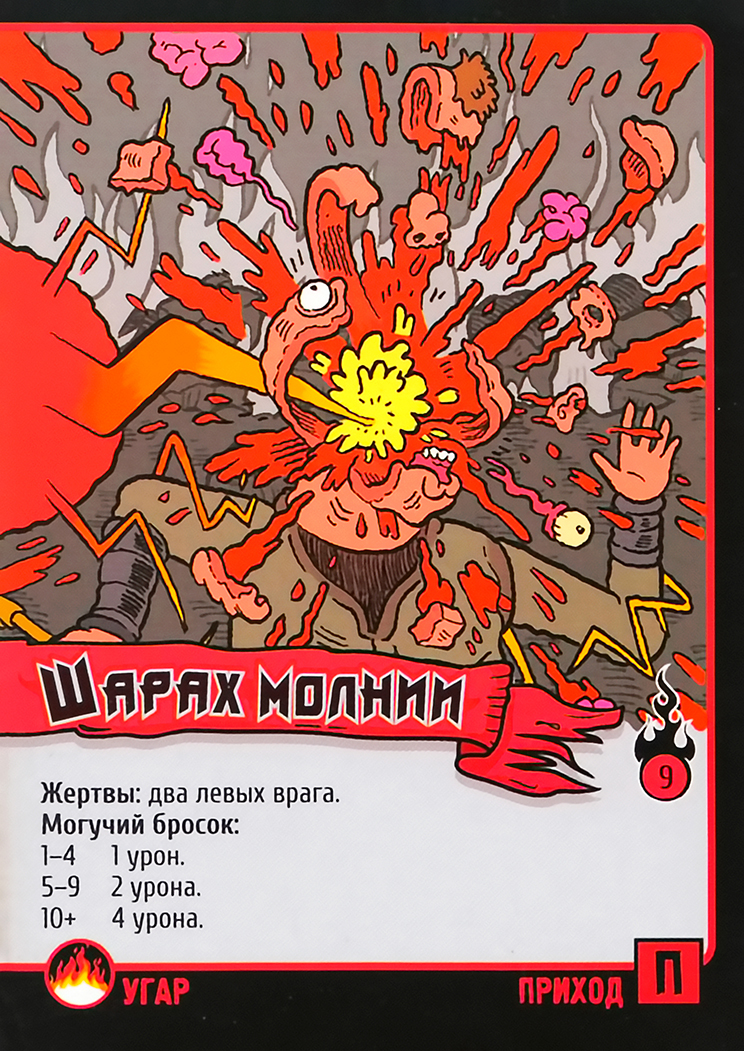 Шарах молнии
9
Жертвы: два левых врага.
Могучий бросок:
1–4 1 урон.
5–9 2 урона.
10+ 4 урона.
УГАР
ПРИХОД
П